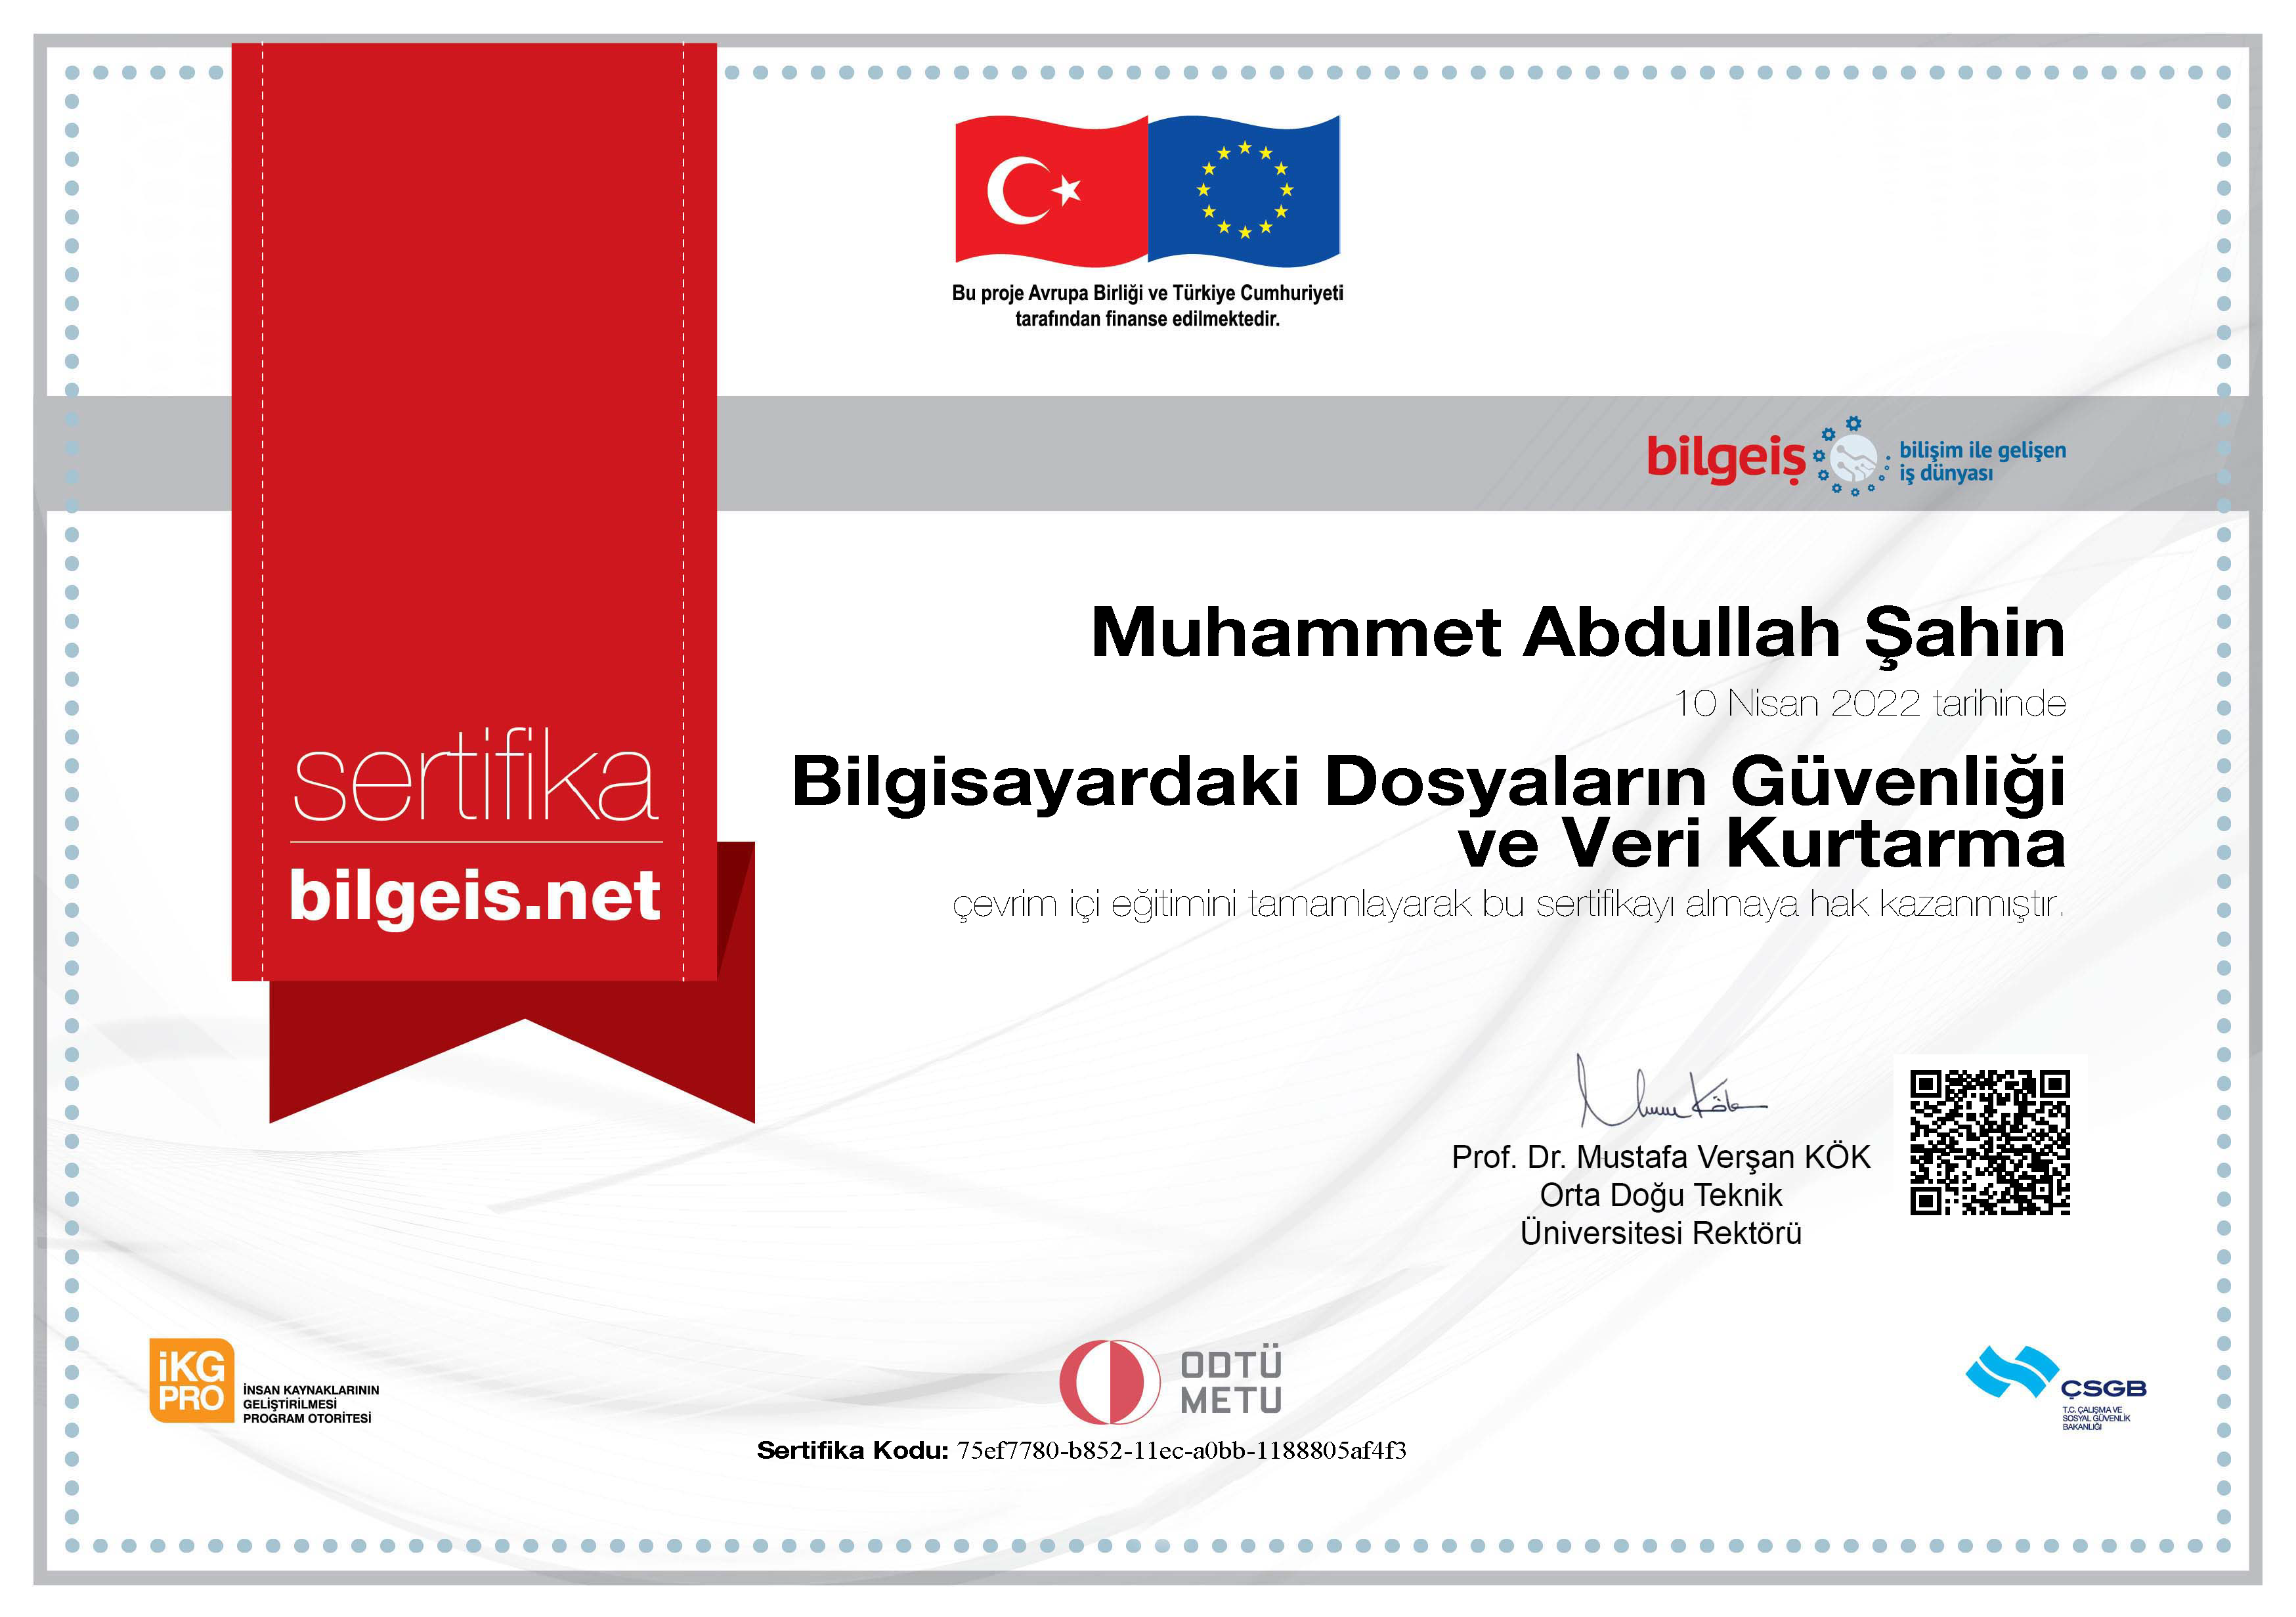 Bu proje Avrupa Birliği ve Türkiye Cumhuriyeti
tarafından finanse edilmektedir.
bilgeiş
bilişim ile gelişen
iş dünyası
Muhammet Abdullah Şahin
10 Nisan 2022 tarihinde
Bilgisayardaki Dosyaların Güvenliği
ve Veri Kurtarma
çevrim içi eğitimini tamamlayarak bu sertifikayı almaya hak kazanmıştır.
sertifika
bilgeis.net
Prof. Dr. Mustafa Verşan KÖK
Orta Doğu Teknik
Üniversitesi Rektörü
iKG
PRO
İNSAN KAYNAKLARININ
GELİŞTİRİLMESİ
PROGRAM OTORİTESİ
ODTÜ
METU
ÇSGB
T.C. ÇALIŞMA VE
SOSYAL GÜVENLİK
BAKANLIĞI
Sertifika Kodu: 75ef7780-b852-11ec-a0bb-1188805af4f3